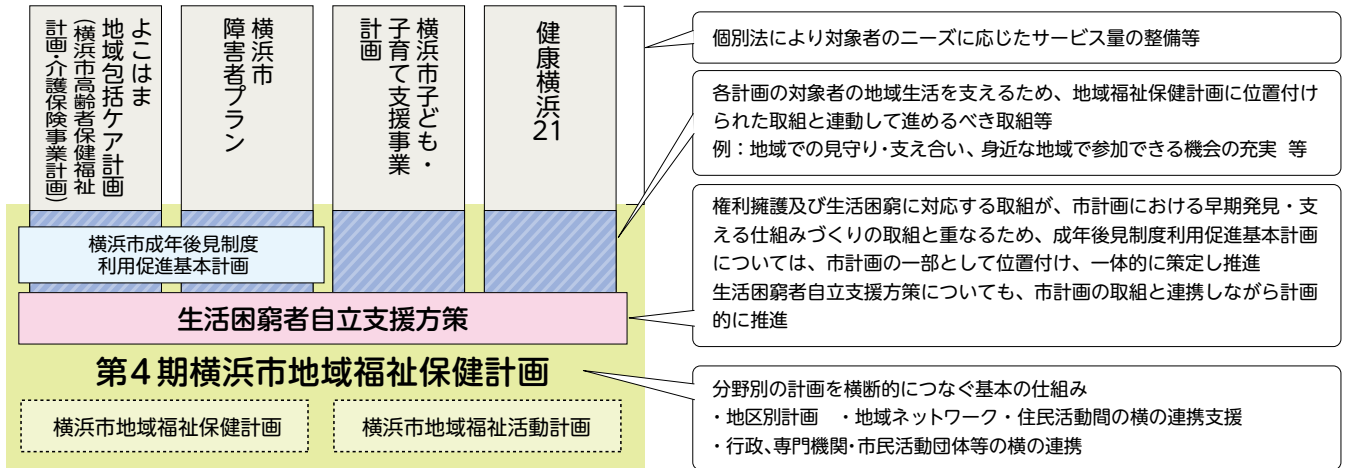 よこはま
地域包括ケア計画
(横浜市高齢者保健福祉
計画・介護保険事業計画)
横浜市
障害者プラン
横浜市子ども・
子育て支援事業
計画
健康横浜21
横浜市成年後見制度
利用促進基本計画
生活困窮者自立支援方策
第4期横浜市地域福祉保健計画
横浜市地域福祉保健計画
横浜市地域福祉活動計画
個別法により対象者のニーズに応じたサービス量の整備等
各計画の対象者の地域生活を支えるため、地域福祉保健計画に位置付け
られた取組と連動して進めるべき取組等
例：地域での見守り・支え合い、身近な地域で参加できる機会の充実 等
権利擁護及び生活困窮に対応する取組が、市計画における早期発見・支
える仕組みづくりの取組と重なるため、成年後見制度利用促進基本計画
については、市計画の一部として位置付け、一体的に策定し推進
生活困窮者自立支援方策についても、市計画の取組と連携しながら計画
的に推進
分野別の計画を横断的につなぐ基本の仕組み
・地区別計画 ・地域ネットワーク・住民活動間の横の連携支援
・行政、専門機関・市民活動団体等の横の連携